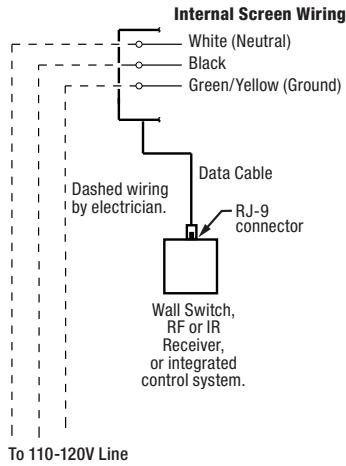 Internal Screen Wiring
White (Neutral)
Black
Green/Yellow (Ground)
Data Cable
Dashed wiring
by electrician.
RJ-9
connector
Wall Switch,
RF or IR
Receiver,
or integrated
control system.
To 110-120V Line